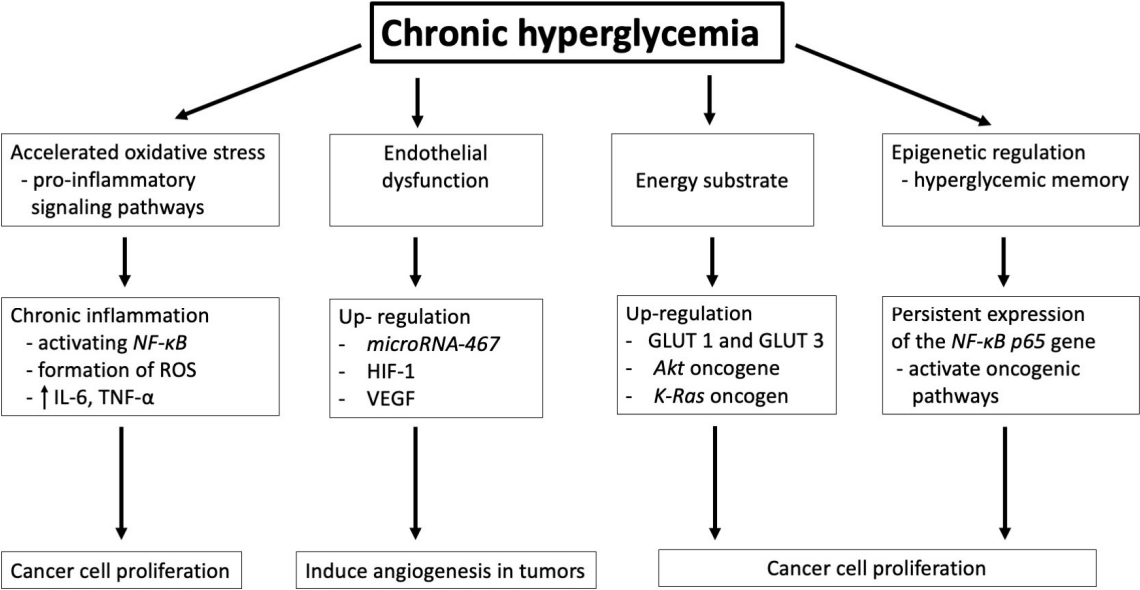 Chronic hyperglycemia
Accelerated oxidative stress
- pro-inflammatory
signaling pathways
Endothelial
dysfunction
Energy substrate
Epigenetic regulation
- hyperglycemic memory
Chronic inflammation
- activating NF-κB
- formation of ROS
- ↑ IL-6, TNF-α
Up- regulation
- microRNA-467
- HIF-1
- VEGF
Up-regulation
- GLUT 1 and GLUT 3
- Akt oncogene
- K-Ras oncogen
Persistent expression
of the NF-κB p65 gene
- activate oncogenic
pathways
Cancer cell proliferation
Induce angiogenesis in tumors
Cancer cell proliferation